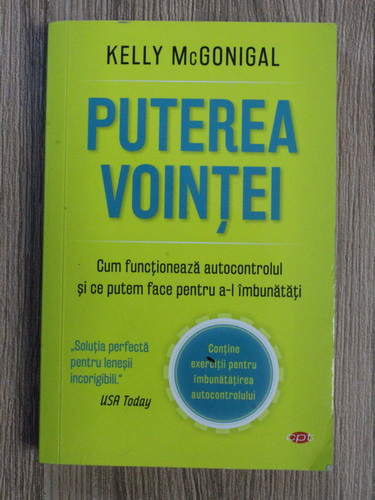 KELLY McGONIGAL
PUTEREA
VOINȚEI
Cum funcționează autocontrolul
și ce putem face pentru a-l îmbunătăți
„Soluția perfectă
pentru leneșii
incorigibili.”
USA Today
Conține
exerciții pentru
îmbunătățirea
autocontrolului
cpc